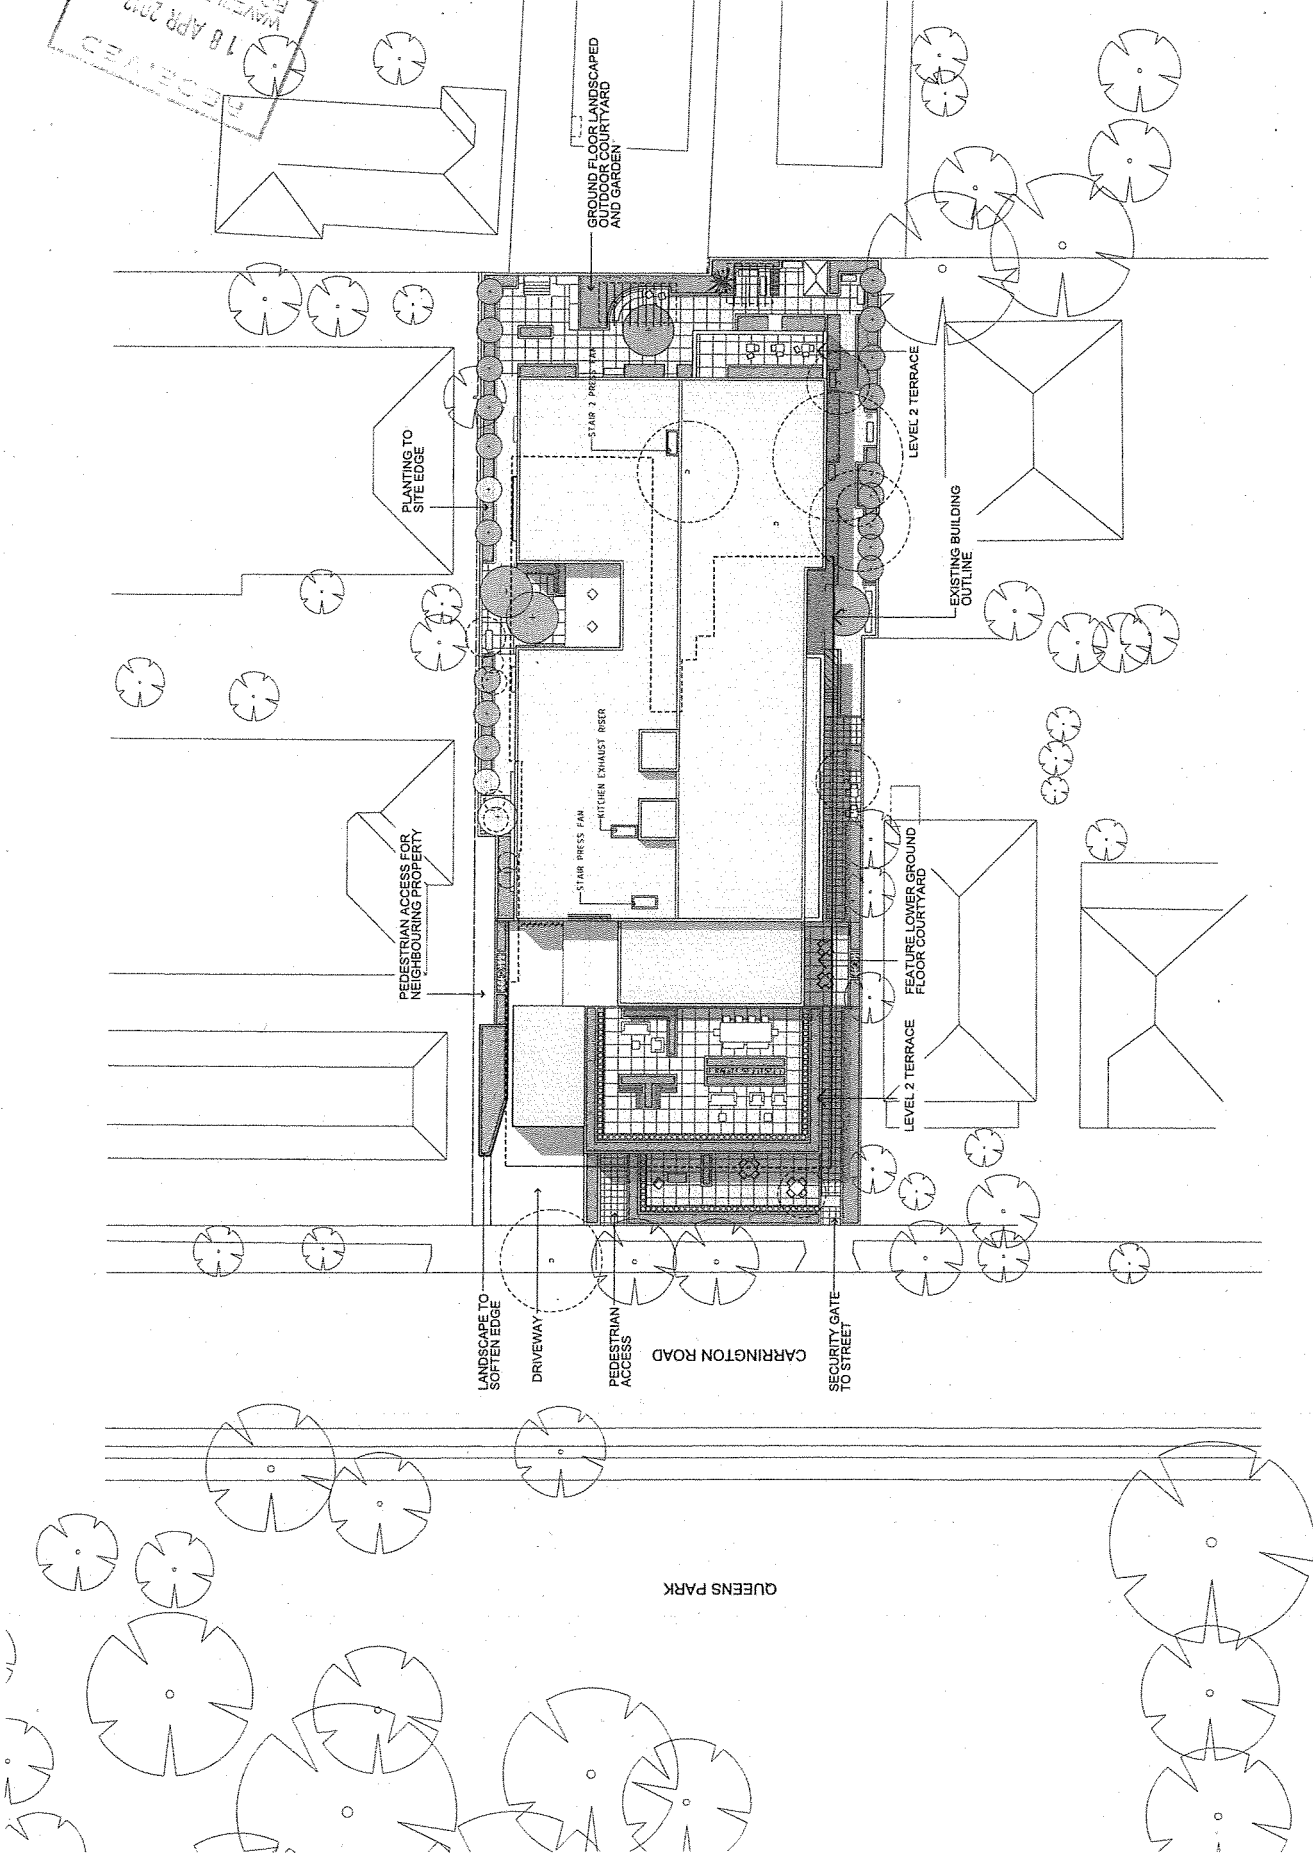 18 APR 2012
GROUND FLOOR LANDSCAPED
OUTDOOR COURTYARD
AND GARDEN
STAIR 2 PRESS FAN
PLANTING TO
SITE EDGE
LEVEL 2 TERRACE
EXISTING BUILDING
OUTLINE
KITCHEN EXHAUST RISER
STAIR PRESS FAN
PEDESTRIAN ACCESS FOR
NEIGHBOURING PROPERTY
FEATURE LOWER GROUND
FLOOR COURTYARD
LEVEL 2 TERRACE
LANDSCAPE TO
SOFTEN EDGE
DRIVEWAY
PEDESTRIAN
ACCESS
SECURITY GATE
TO STREET
CARRINGTON ROAD
QUEENS PARK